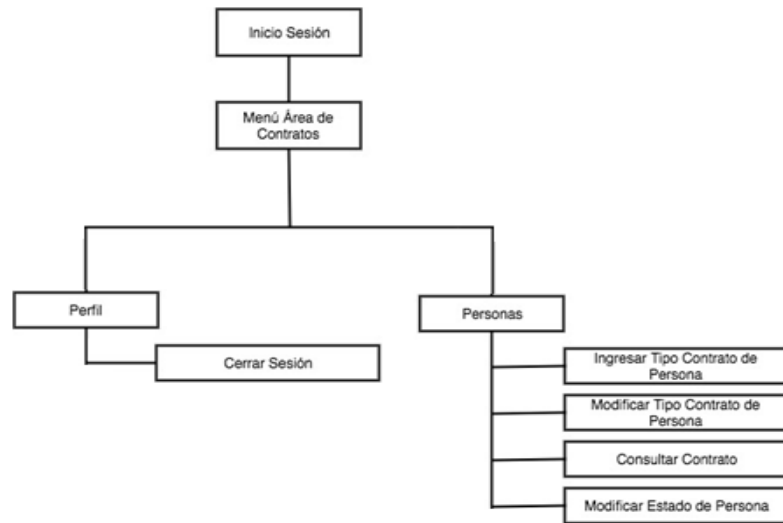 Inicio Sesión
Menú Área de
Contratos
Perfil
Personas
Cerrar Sesión
Ingresar Tipo Contrato de
Persona
Modificar Tipo Contrato de
Persona
Consultar Contrato
Modificar Estado de Persona